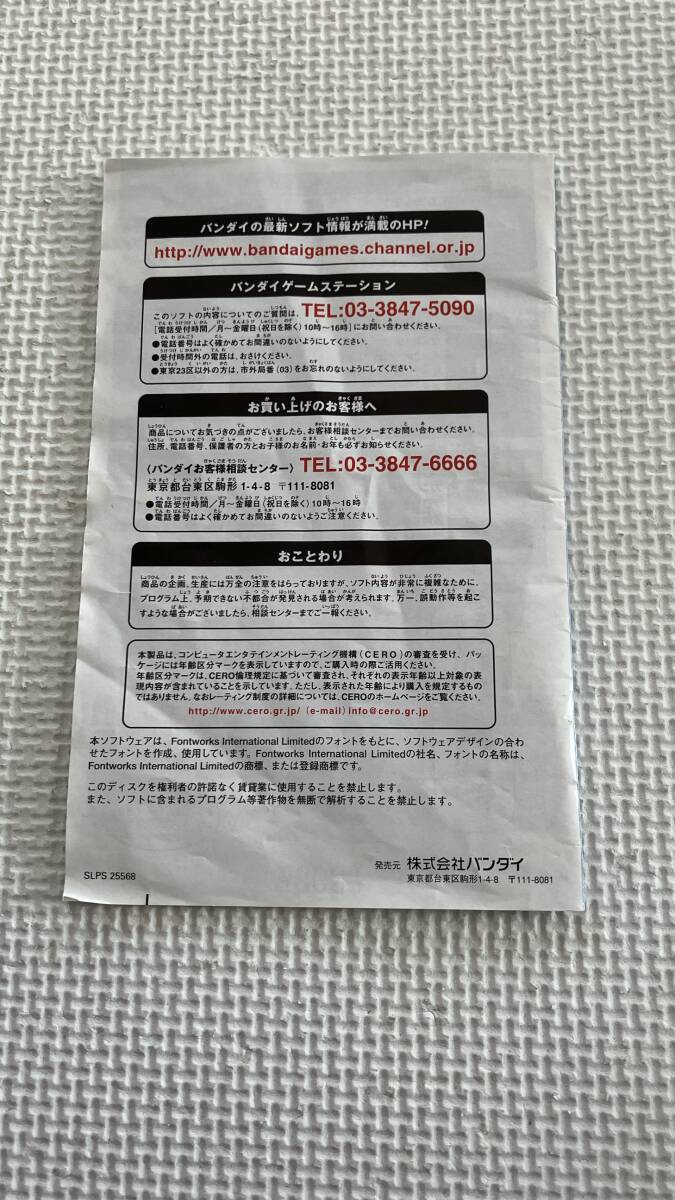 バンダイの最新ソフト情報が満載のHP!
http://www.bandaigames.channel.or.jp
バンダイゲームステーション
このソフトの内容についてのご質問は、TEL:03-3847-5090
[電話受付時間/月~金曜日(祝日を除く)10時~16時]にお問い合わせください。
●電話番号はよく確かめてお間違いのないようにしてください。
●受付時間外の電話は、おさけください。
●東京23区以外の方は、市外局番(03)をお忘れのないようにしてください。
お買い上げのお客様へ
商品についてお気づきの点がございましたら、お客様相談センターまでお問い合わせください。
住所、電話番号、保護者の方とお子様のお名前・お年も必ずお知らせください。
〈バンダイお客様相談センター〉TEL:03-3847-6666
東京都台東区駒形1-4-8 〒111-8081
●電話受付時間/月~金曜日(祝日を除く)10時~16時
●電話番号はよく確かめてお間違いのないようご注意ください。
おことわり
商品の企画、生産には万全の注意をはらっておりますが、ソフト内容が非常に複雑なために、
プログラム上、予期できない不都合が発見される場合が考えられます。万一、誤動作等を起こ
すような場合がございましたら、相談センターまでご一報ください。
本製品は、コンピュータエンタテインメントレーティング機構(CERO)の審査を受け、パッ
ケージには年齢区分マークを表示していますので、ご購入時の際ご活用ください。
年齢区分マークは、CERO倫理規定に基づいて審査され、それぞれの表示年齢以上対象の表
現内容が含まれていることを示しています。ただし、表示された年齢により購入を規定するもの
ではありません。なおレーティング制度の詳細については、CEROのホームページをご覧ください。
http://www.cero.gr.jp/ (e-mail)info@cero.gr.jp
本ソフトウェアは、Fontworks International Limitedのフォントをもとに、ソフトウェアデザインの合わ
せたフォントを作成、使用しています。Fontworks International Limitedの社名、フォントの名称は、
Fontworks International Limitedの商標、または登録商標です。
このディスクを権利者の許諾なく賃貸業に使用することを禁止します。
また、ソフトに含まれるプログラム等著作物を無断で解析することを禁止します。
発売元 株式会社バンダイ
東京都台東区駒形1-4-8 〒111-8081
SLPS 25568